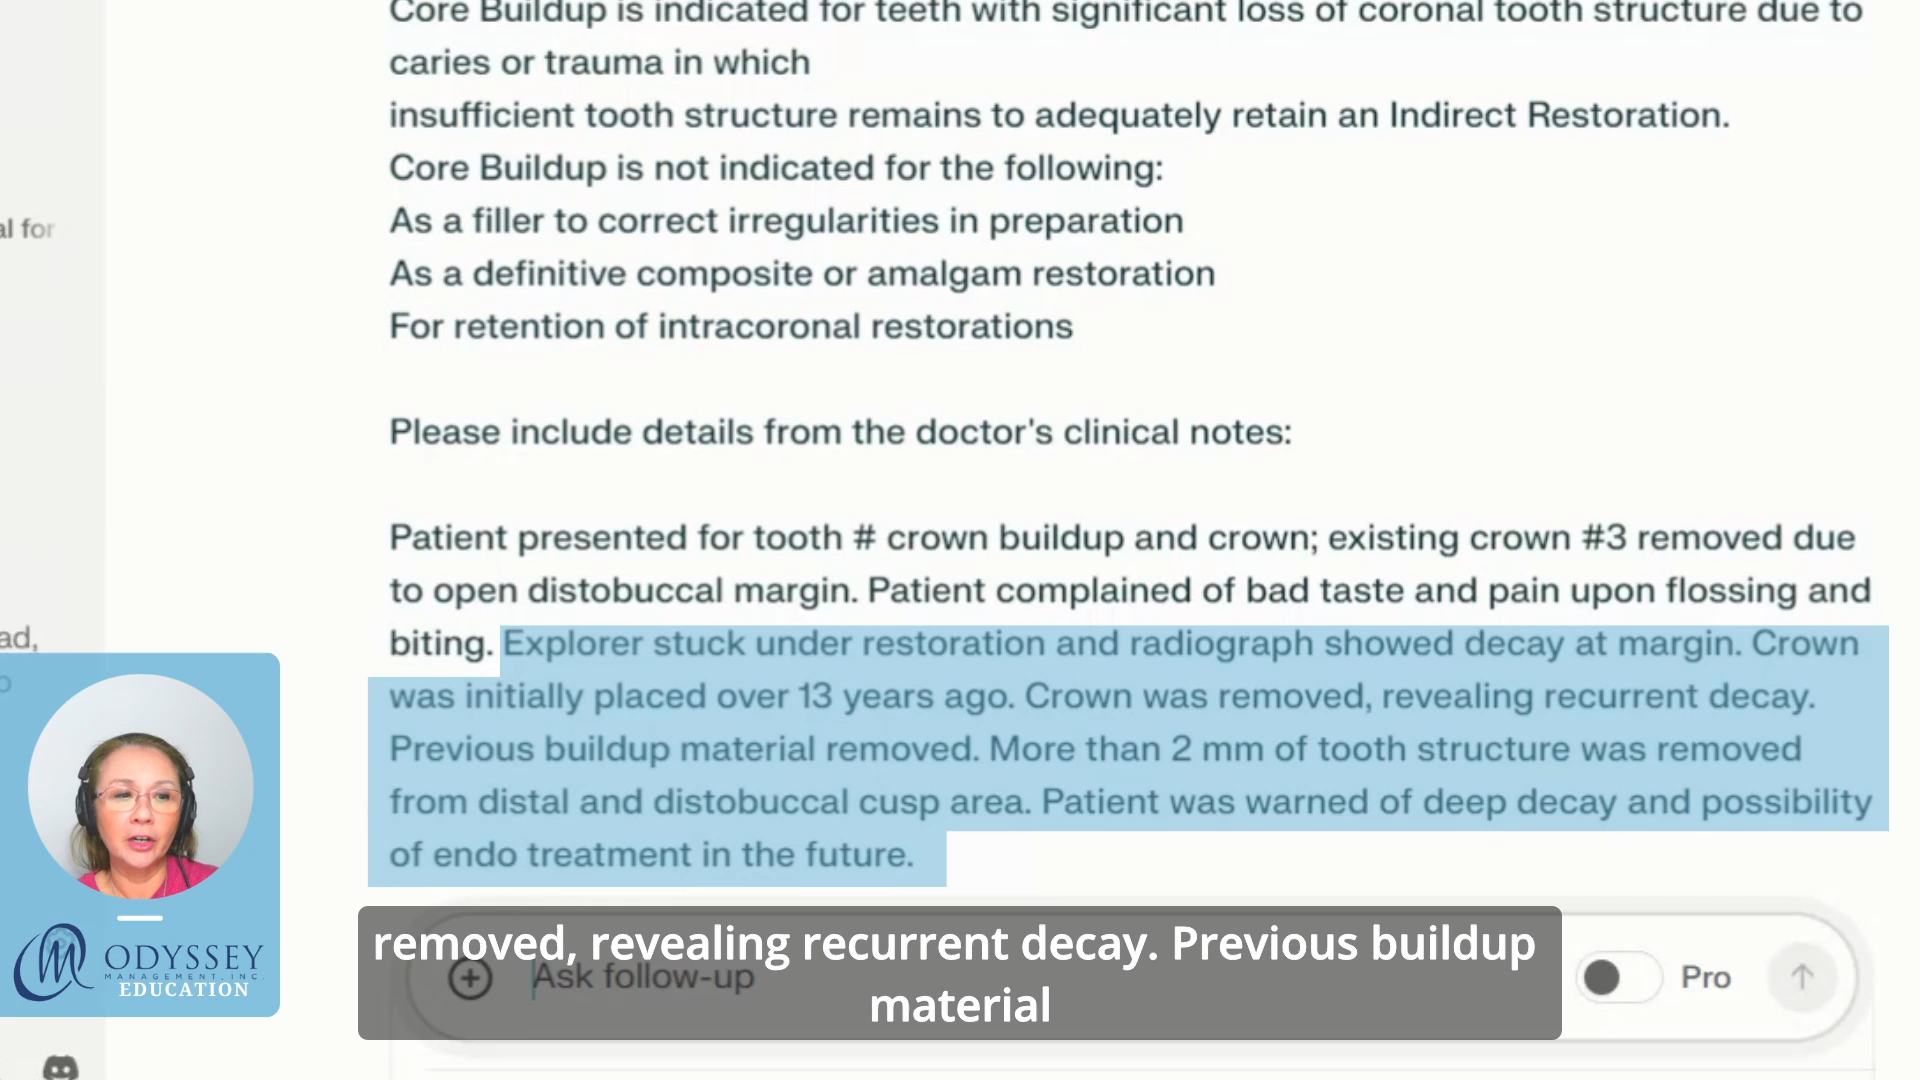 Core Buildup is indicated for teeth with significant loss of coronal tooth structure due to
caries or trauma in which
insufficient tooth structure remains to adequately retain an Indirect Restoration.
Core Buildup is not indicated for the following:
As a filler to correct irregularities in preparation
al for
As a definitive composite or amalgam restoration
For retention of intracoronal restorations
Please include details from the doctor's clinical notes:
Patient presented for tooth # crown buildup and crown; existing crown #3 removed due
to open distobuccal margin. Patient complained of bad taste and pain upon flossing and
ad,
biting. Explorer stuck under restoration and radiograph showed decay at margin. Crown
was initially placed over 13 years ago. Crown was removed, revealing recurrent decay.
Previous buildup material removed. More than 2 mm of tooth structure was removed
from distal and distobuccal cusp area. Patient was warned of deep decay and possibility
of endo treatment in the future.
removed, revealing recurrent decay. Previous buildup
material
Ask follow-up
Pro
ODYSSEY
MANAGEMENT, INC.
EDUCATION